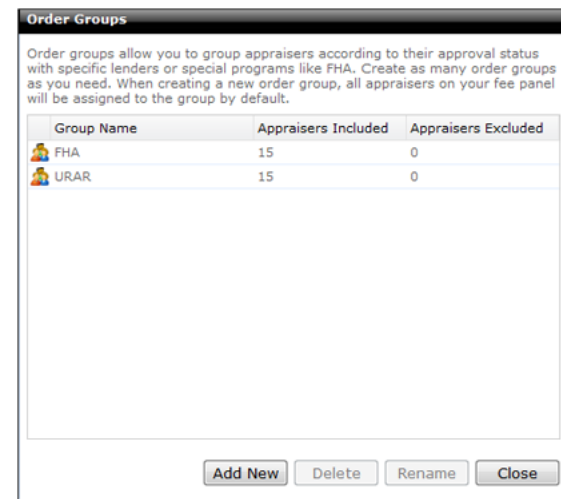 Order Groups
Order groups allow you to group appraisers according to their approval status
with specific lenders or special programs like FHA. Create as many order groups
as you need. When creating a new order group, all appraisers on your fee panel
will be assigned to the group by default.
Group Name Appraisers Included Appraisers Excluded
FHA 15 0
URAR 15 0
Add New Delete Rename Close